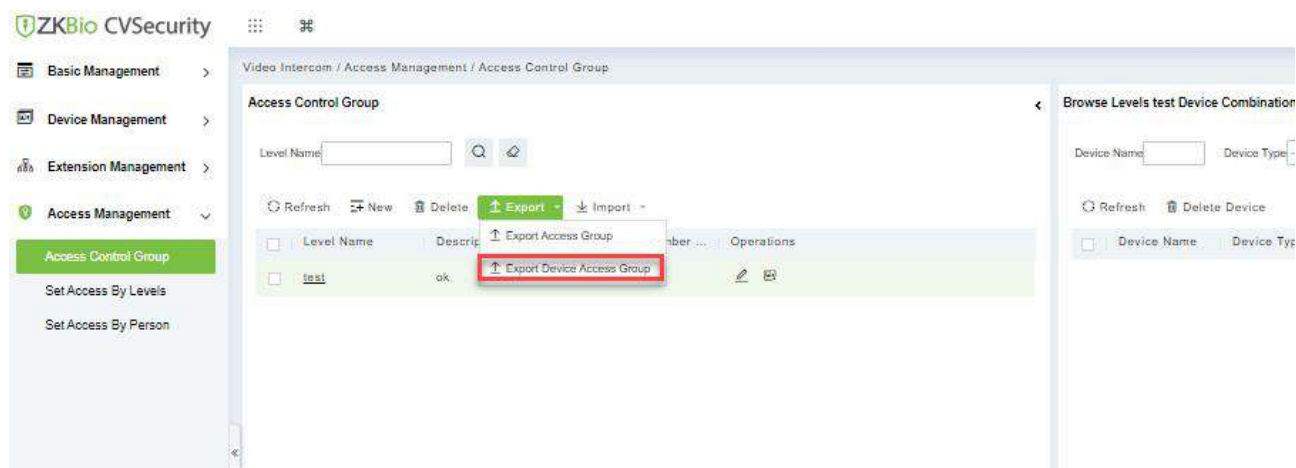 ZKBio CVSecurity
Basic Management
Device Management
Extension Management
Access Management
Access Control Group
Set Access By Levels
Set Access By Person
Video Intercom / Access Management / Access Control Group
Access Control Group
Level Name
Refresh New Delete Export Import
Export Access Group
Export Device Access Group
Level Name Operations
test ok
Browse Levels test Device Combination
Device Name Device Type
Refresh Delete Device
Device Name